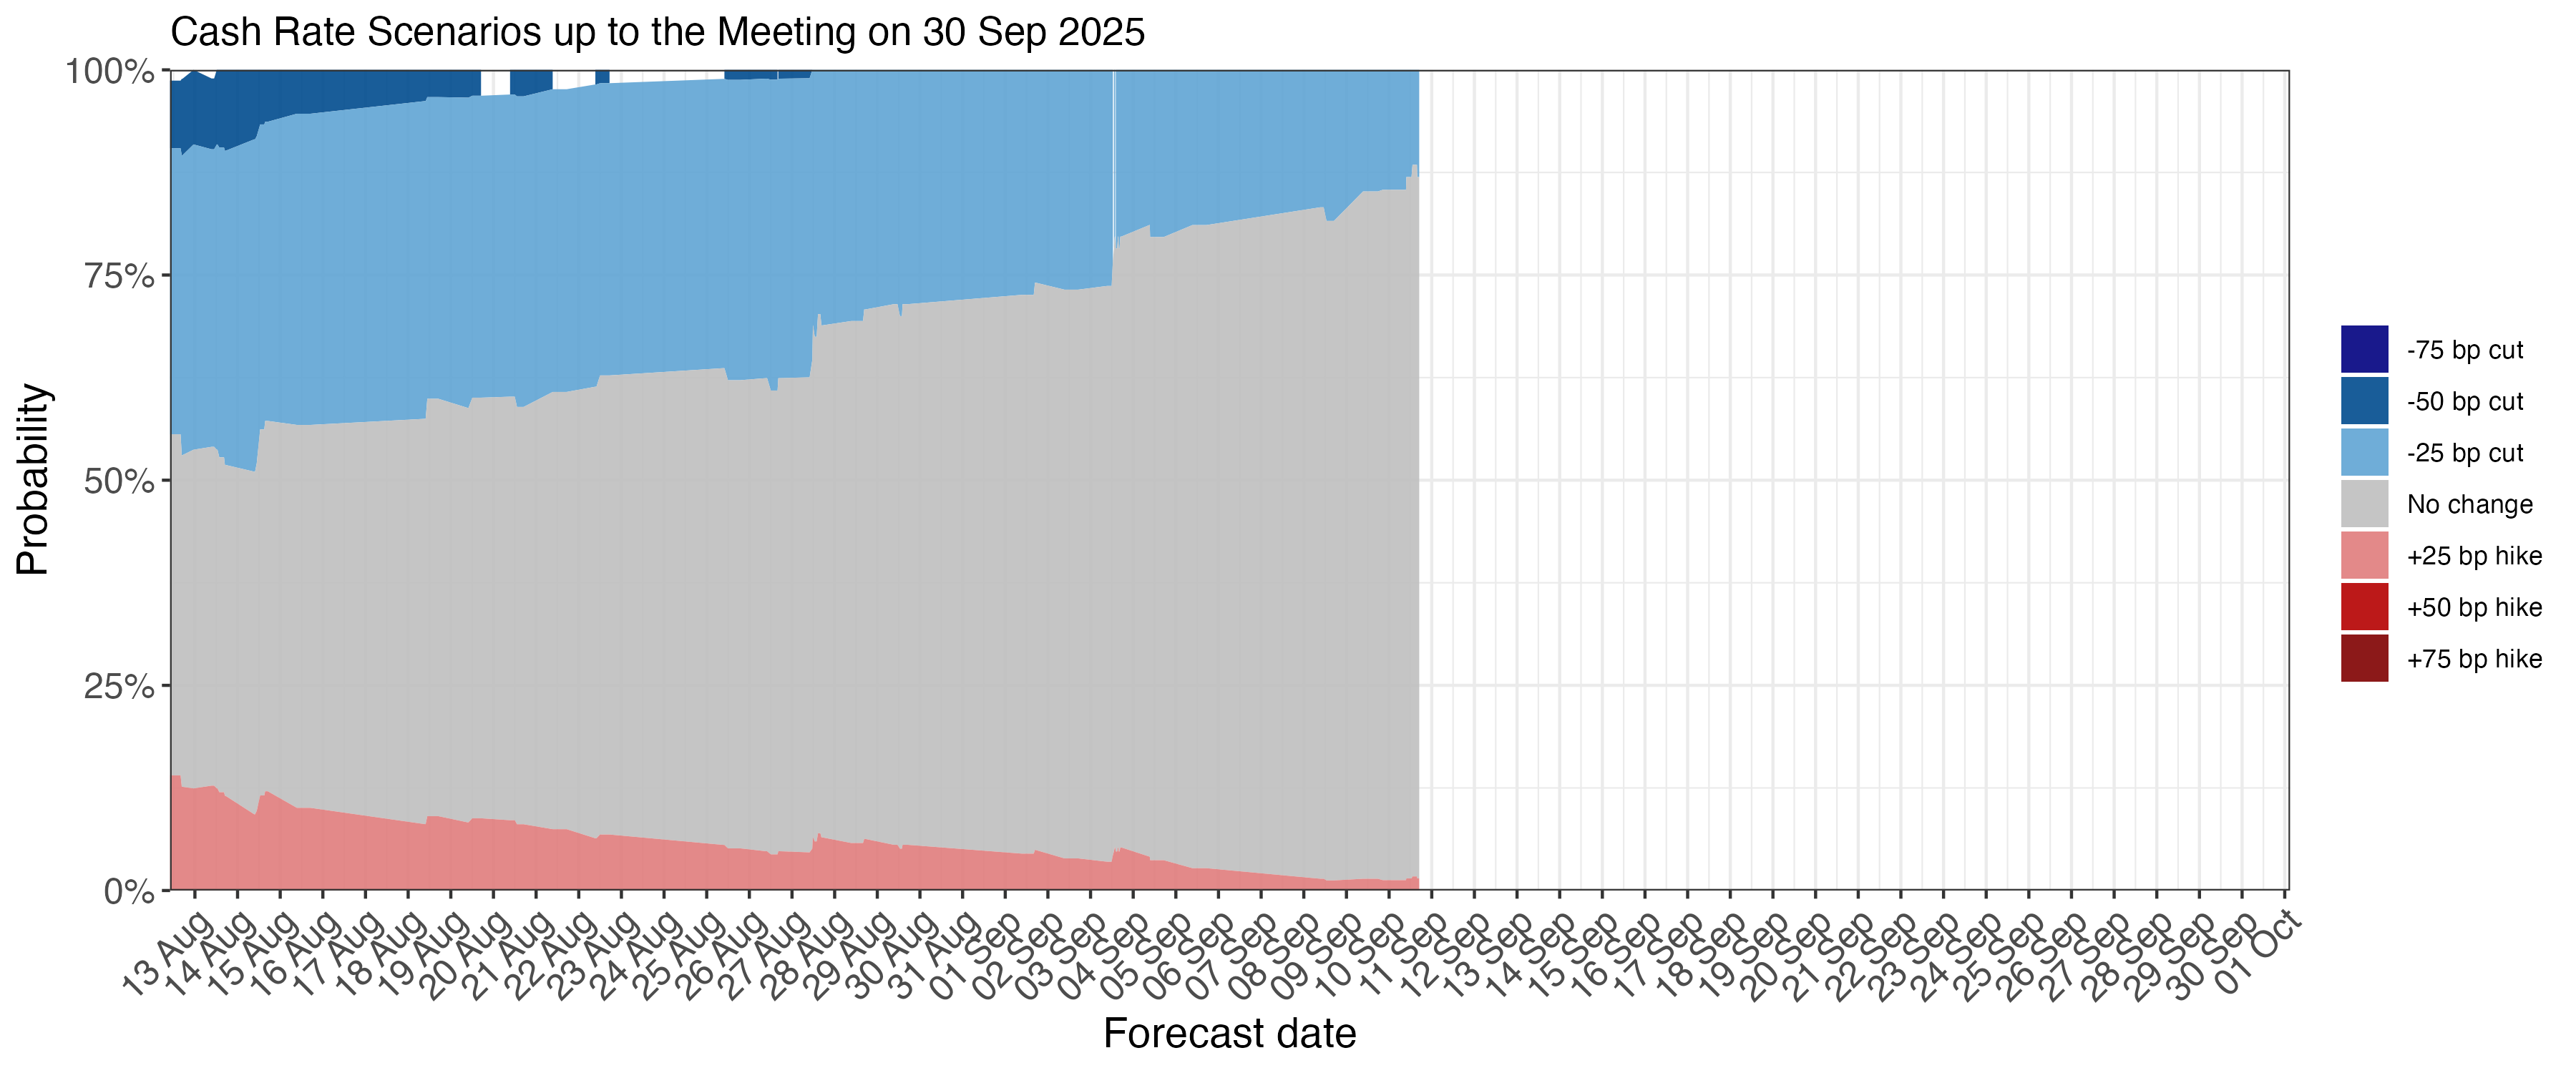 Cash Rate Scenarios up to the Meeting on 30 Sep 2025
100%
75%
50%
25%
0%
Probability
13 Aug
14 Aug
15 Aug
16 Aug
17 Aug
18 Aug
19 Aug
20 Aug
21 Aug
22 Aug
23 Aug
24 Aug
25 Aug
26 Aug
27 Aug
28 Aug
29 Aug
30 Aug
31 Aug
01 Sep
02 Sep
03 Sep
04 Sep
05 Sep
06 Sep
07 Sep
08 Sep
09 Sep
10 Sep
11 Sep
12 Sep
13 Sep
14 Sep
15 Sep
16 Sep
17 Sep
18 Sep
19 Sep
20 Sep
21 Sep
22 Sep
23 Sep
24 Sep
25 Sep
26 Sep
27 Sep
28 Sep
29 Sep
30 Sep
01 Oct
Forecast date
-75 bp cut
-50 bp cut
-25 bp cut
No change
+25 bp hike
+50 bp hike
+75 bp hike